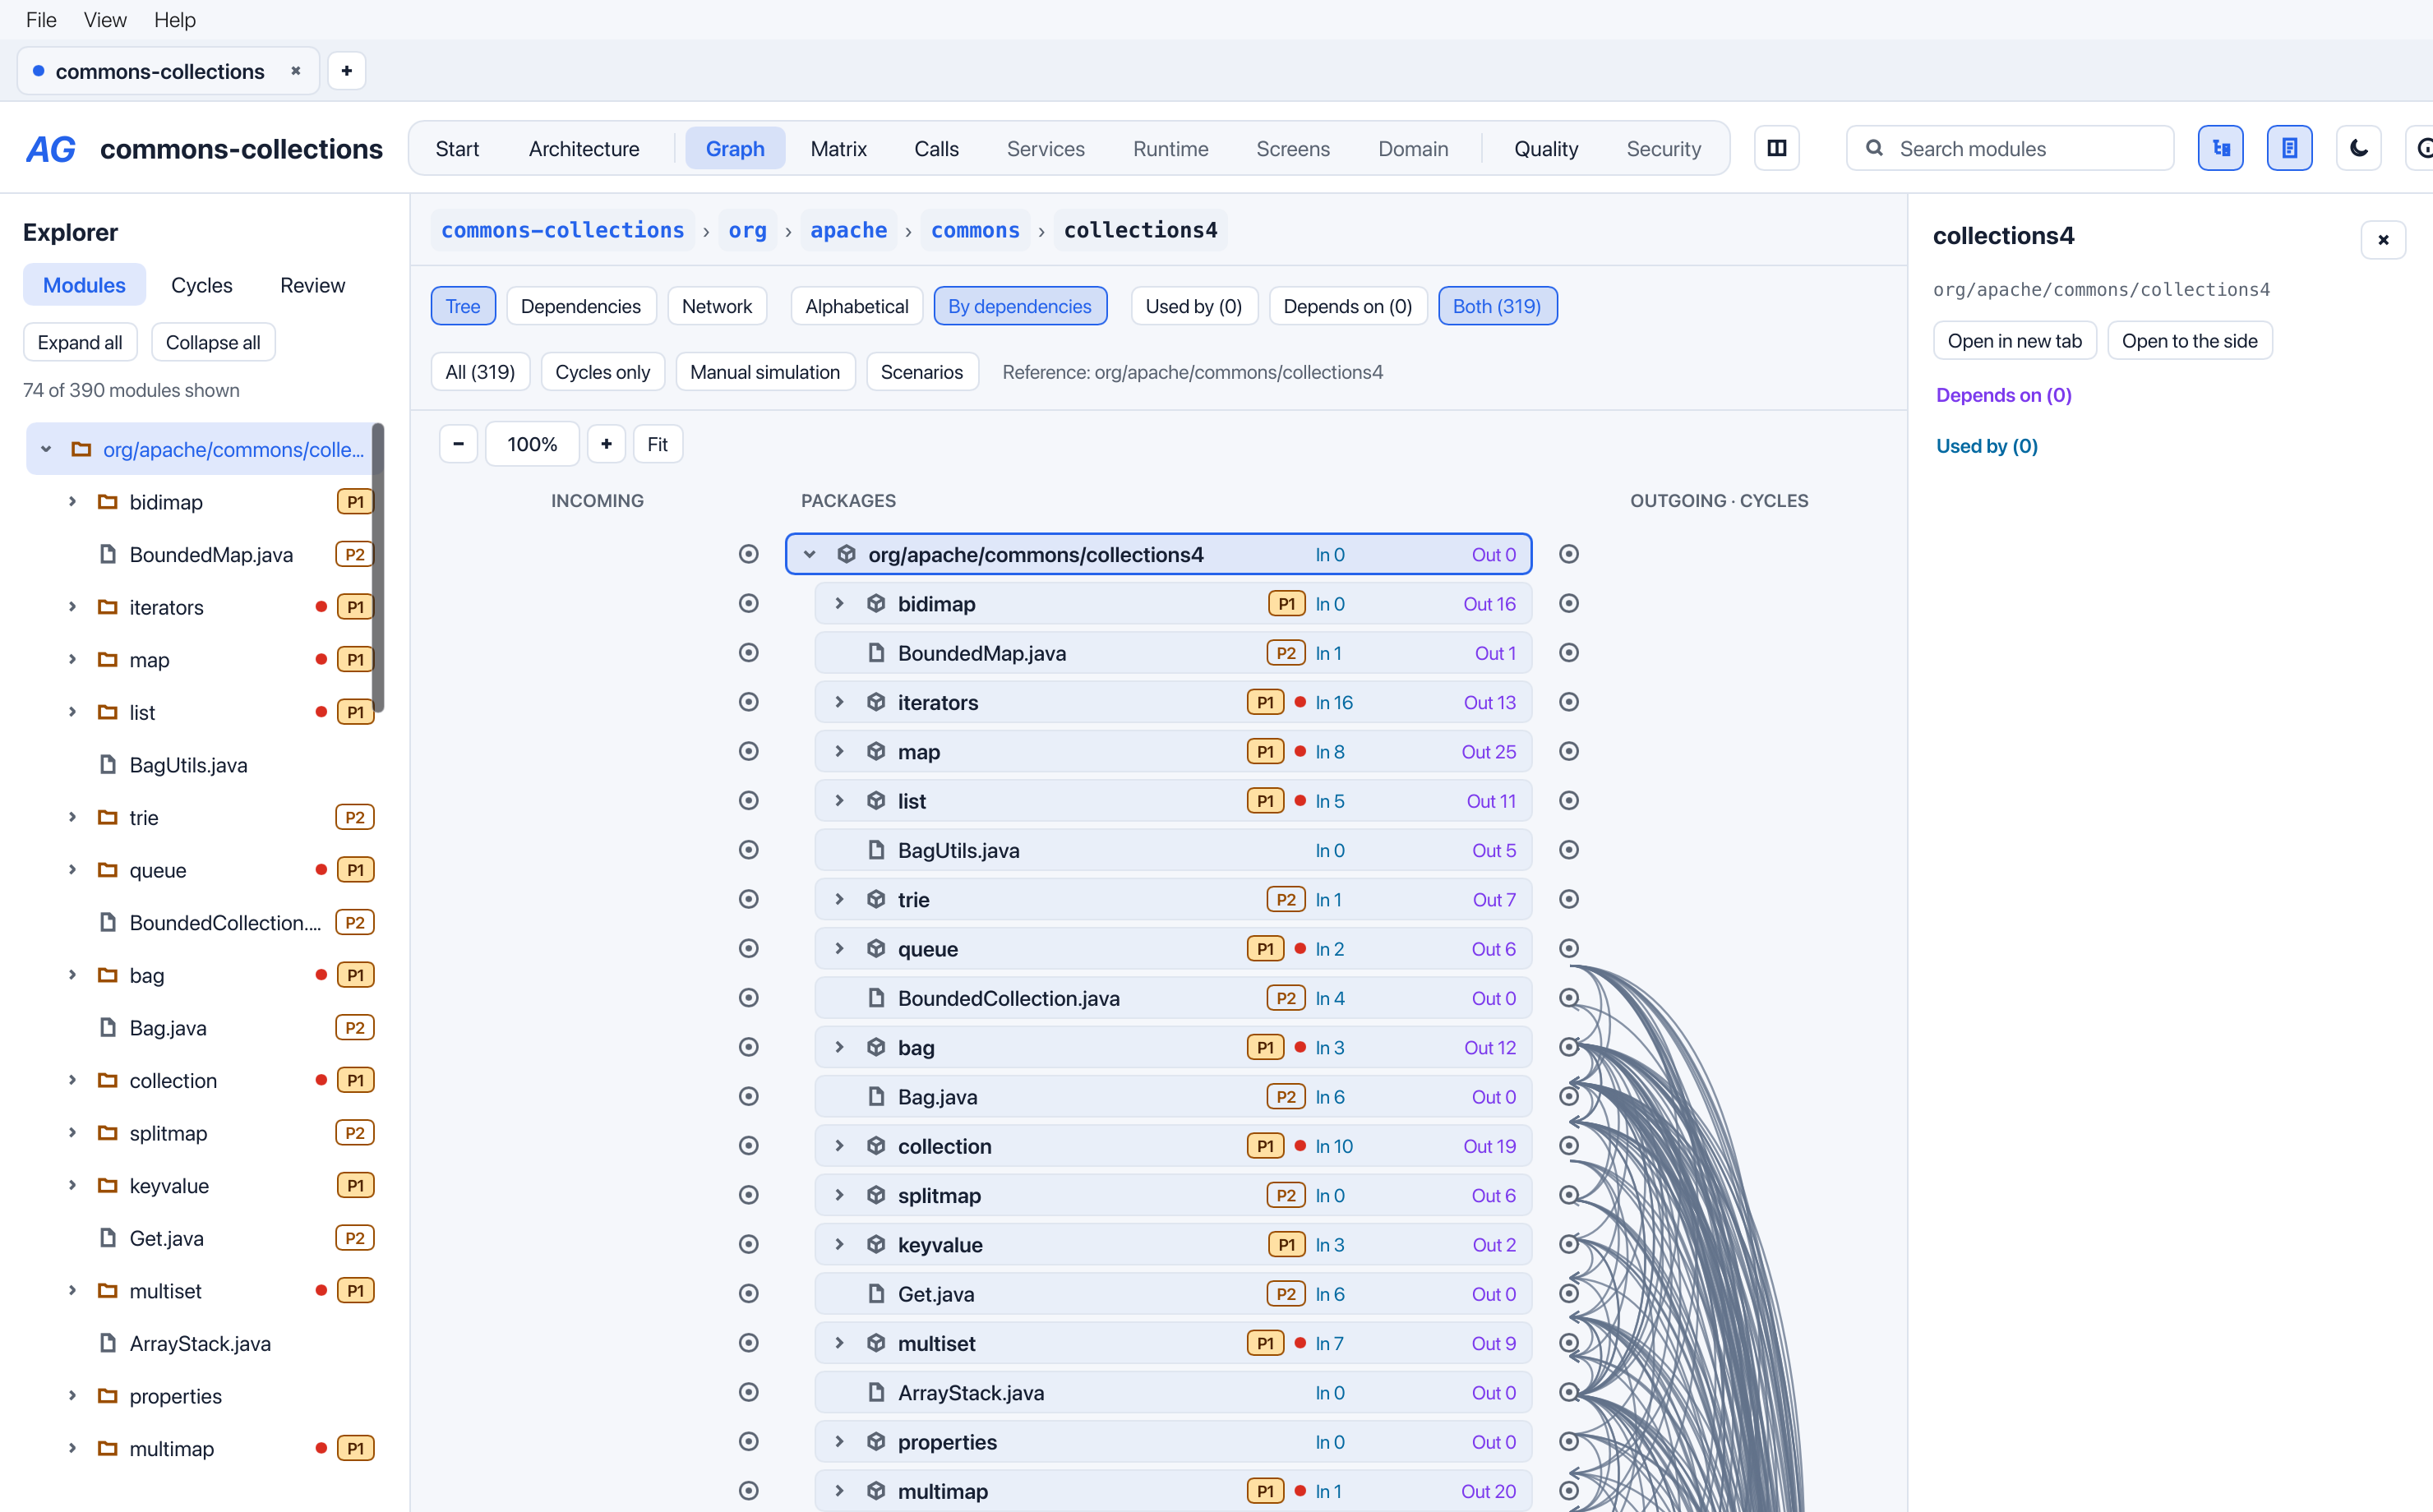 File View Help
commons-collections × +
AG commons-collections Start Architecture Graph Matrix Calls Services Runtime Screens Domain Quality Security Search modules
Explorer
Modules Cycles Review
Expand all Collapse all
74 of 390 modules shown
org/apache/commons/colle...
bidimap P1
BoundedMap.java P2
iterators P1
map P1
list P1
BagUtils.java
trie P2
queue P1
BoundedCollection.... P2
bag P1
Bag.java P2
collection P1
splitmap P2
keyvalue P1
Get.java P2
multiset P1
ArrayStack.java
properties
multimap P1
commons-collections › org › apache › commons › collections4
Tree Dependencies Network Alphabetical By dependencies Used by (0) Depends on (0) Both (319)
All (319) Cycles only Manual simulation Scenarios Reference: org/apache/commons/collections4
− 100% + Fit
INCOMING PACKAGES OUTGOING · CYCLES
org/apache/commons/collections4 In 0 Out 0
bidimap P1 In 0 Out 16
BoundedMap.java P2 In 1 Out 1
iterators P1 In 16 Out 13
map P1 In 8 Out 25
list P1 In 5 Out 11
BagUtils.java In 0 Out 5
trie P2 In 1 Out 7
queue P1 In 2 Out 6
BoundedCollection.java P2 In 4 Out 0
bag P1 In 3 Out 12
Bag.java P2 In 6 Out 0
collection P1 In 10 Out 19
splitmap P2 In 0 Out 6
keyvalue P1 In 3 Out 2
Get.java P2 In 6 Out 0
multiset P1 In 7 Out 9
ArrayStack.java In 0 Out 0
properties In 0 Out 0
multimap P1 In 1 Out 20
collections4 ×
org/apache/commons/collections4
Open in new tab Open to the side
Depends on (0)
Used by (0)